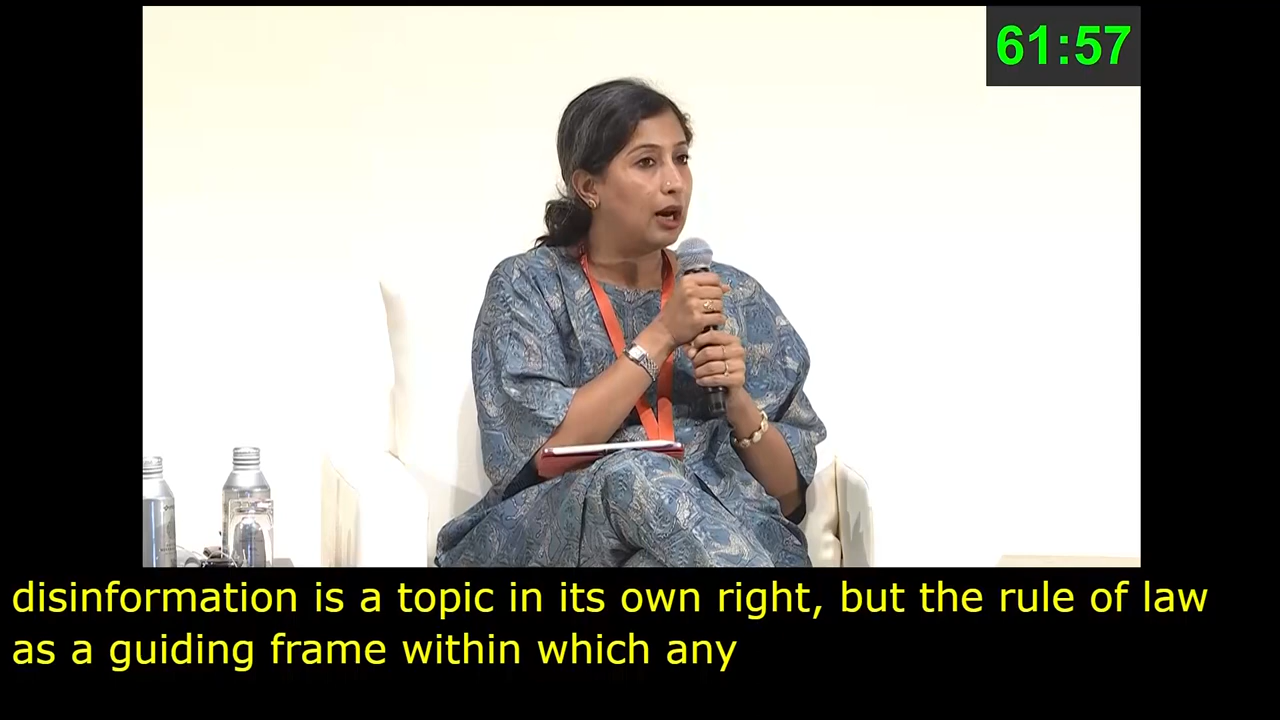 61:57
disinformation is a topic in its own right, but the rule of law
as a guiding frame within which any